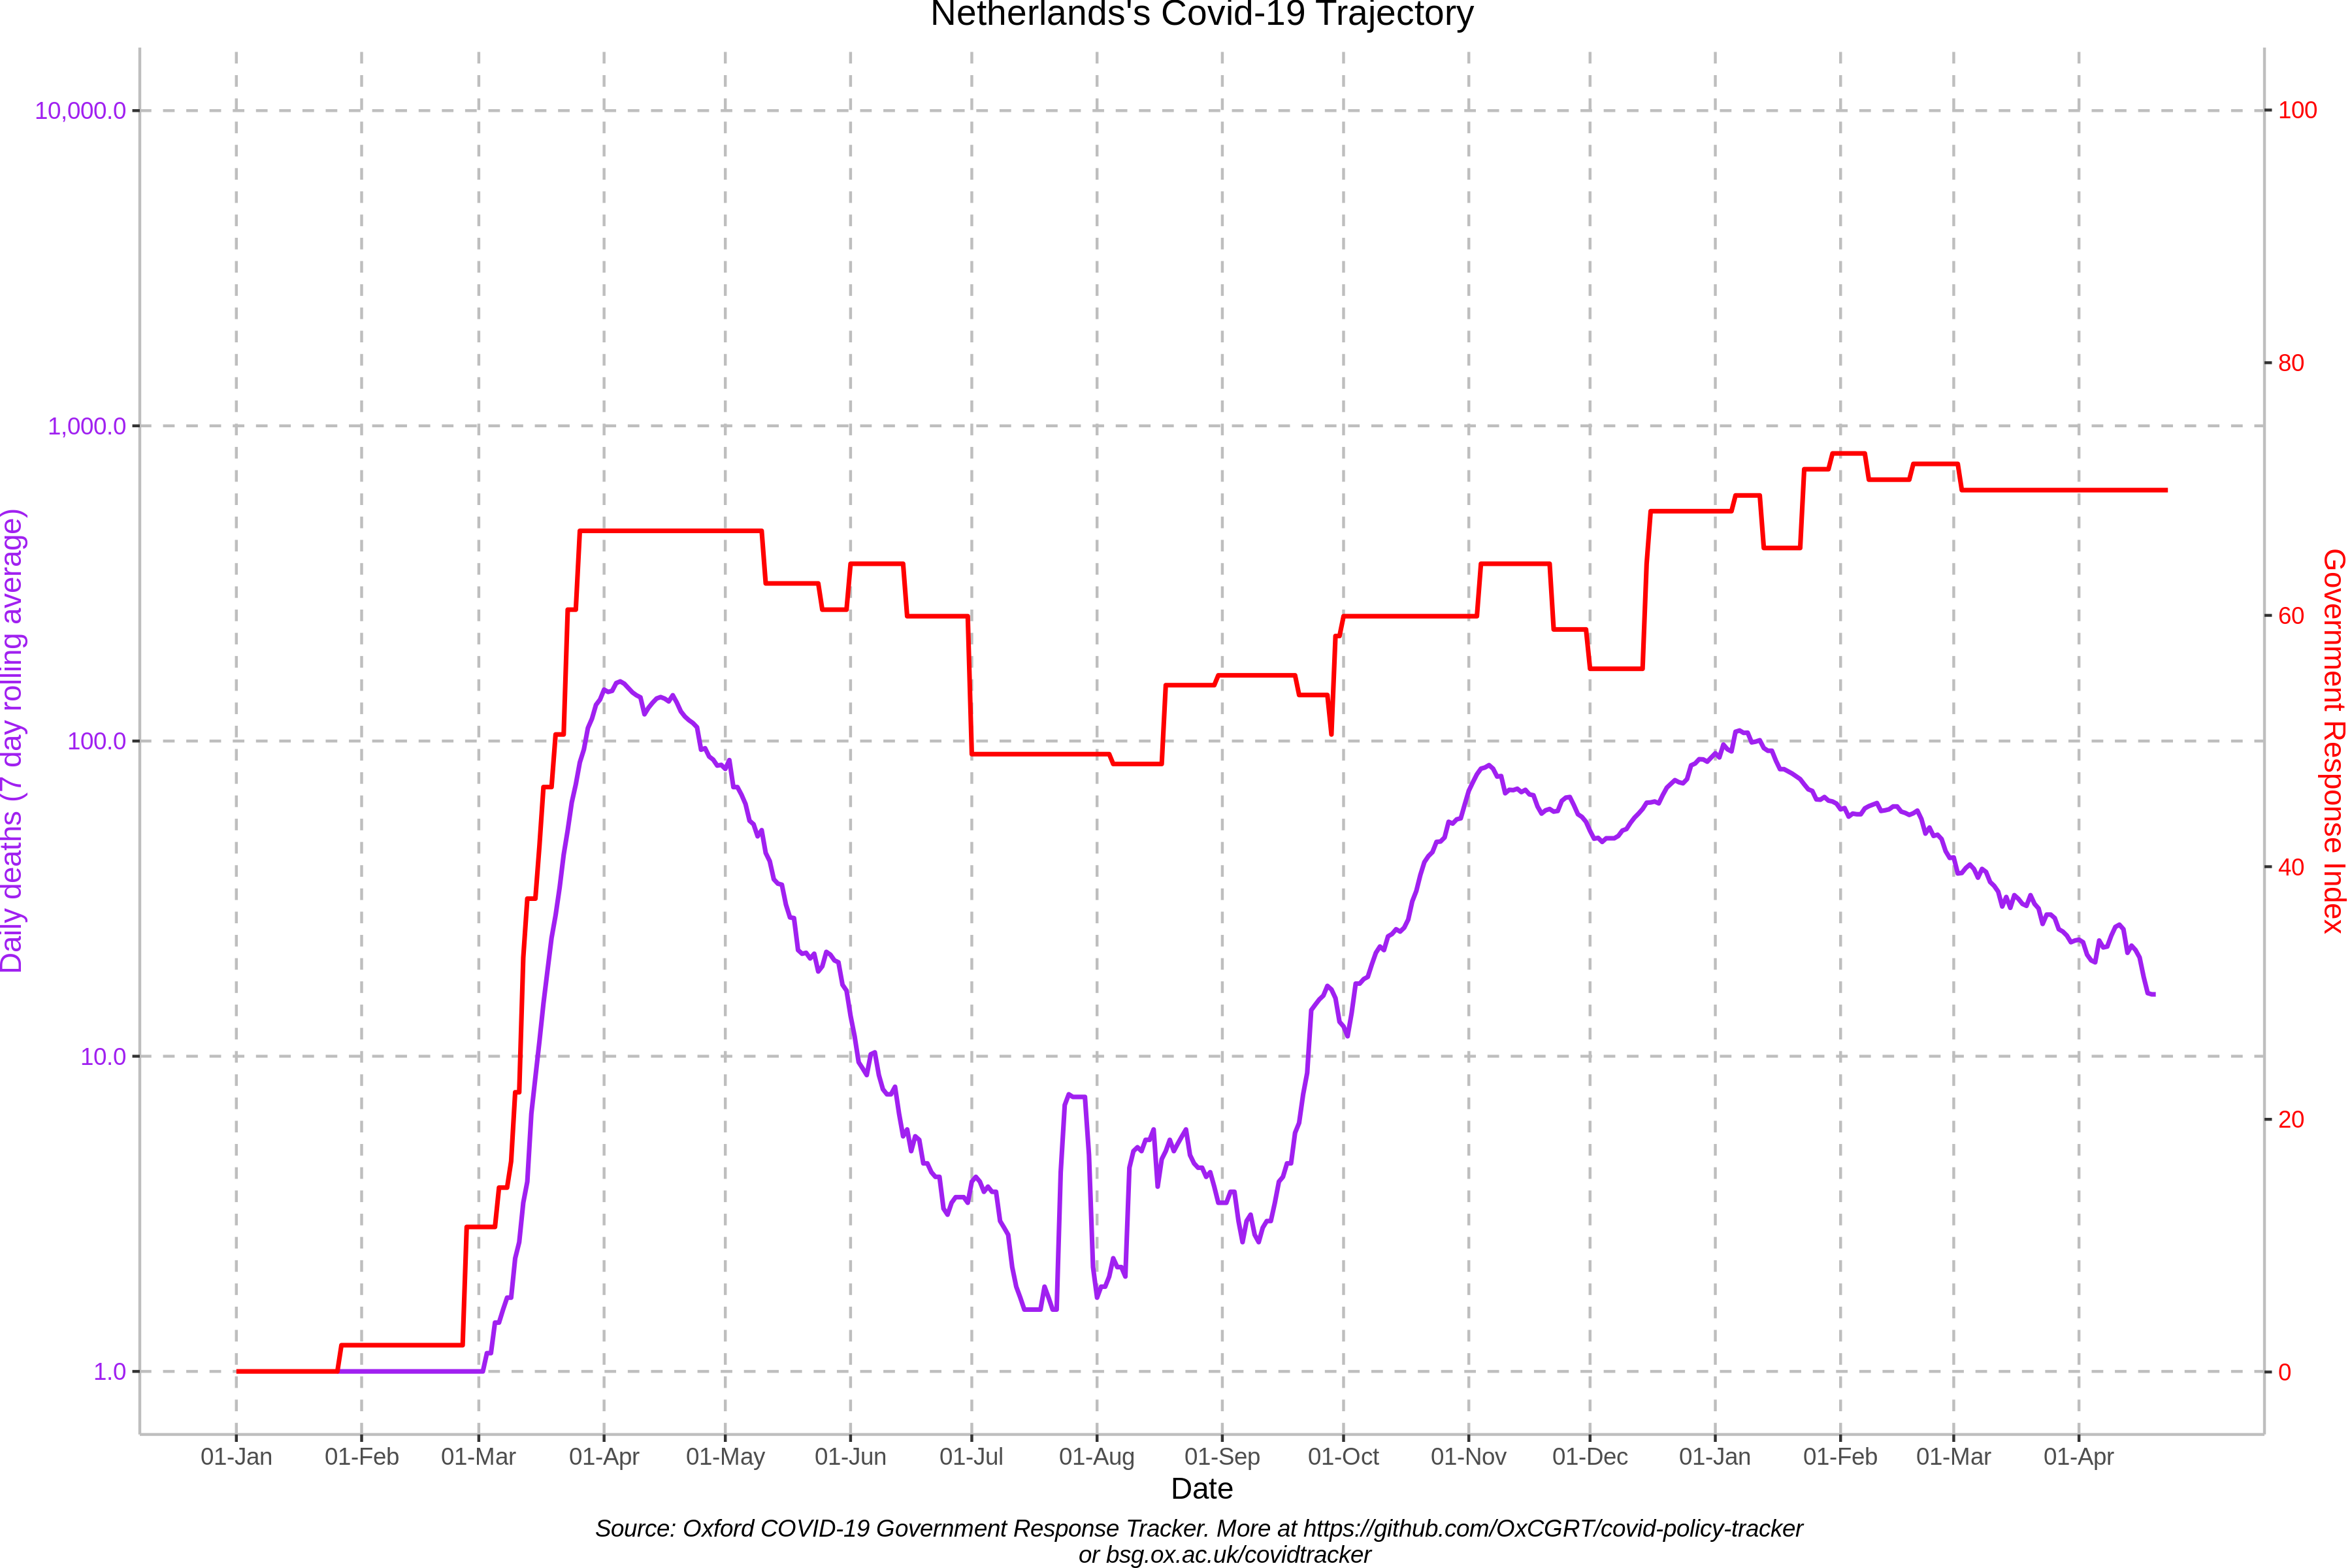 Netherlands's Covid-19 Trajectory
10,000.0
1,000.0
100.0
10.0
1.0
Daily deaths (7 day rolling average)
100
80
60
40
20
0
Government Response Index
01-Jan 01-Feb 01-Mar 01-Apr 01-May 01-Jun 01-Jul 01-Aug 01-Sep 01-Oct 01-Nov 01-Dec 01-Jan 01-Feb 01-Mar 01-Apr
Date
Source: Oxford COVID-19 Government Response Tracker. More at https://github.com/OxCGRT/covid-policy-tracker
or bsg.ox.ac.uk/covidtracker